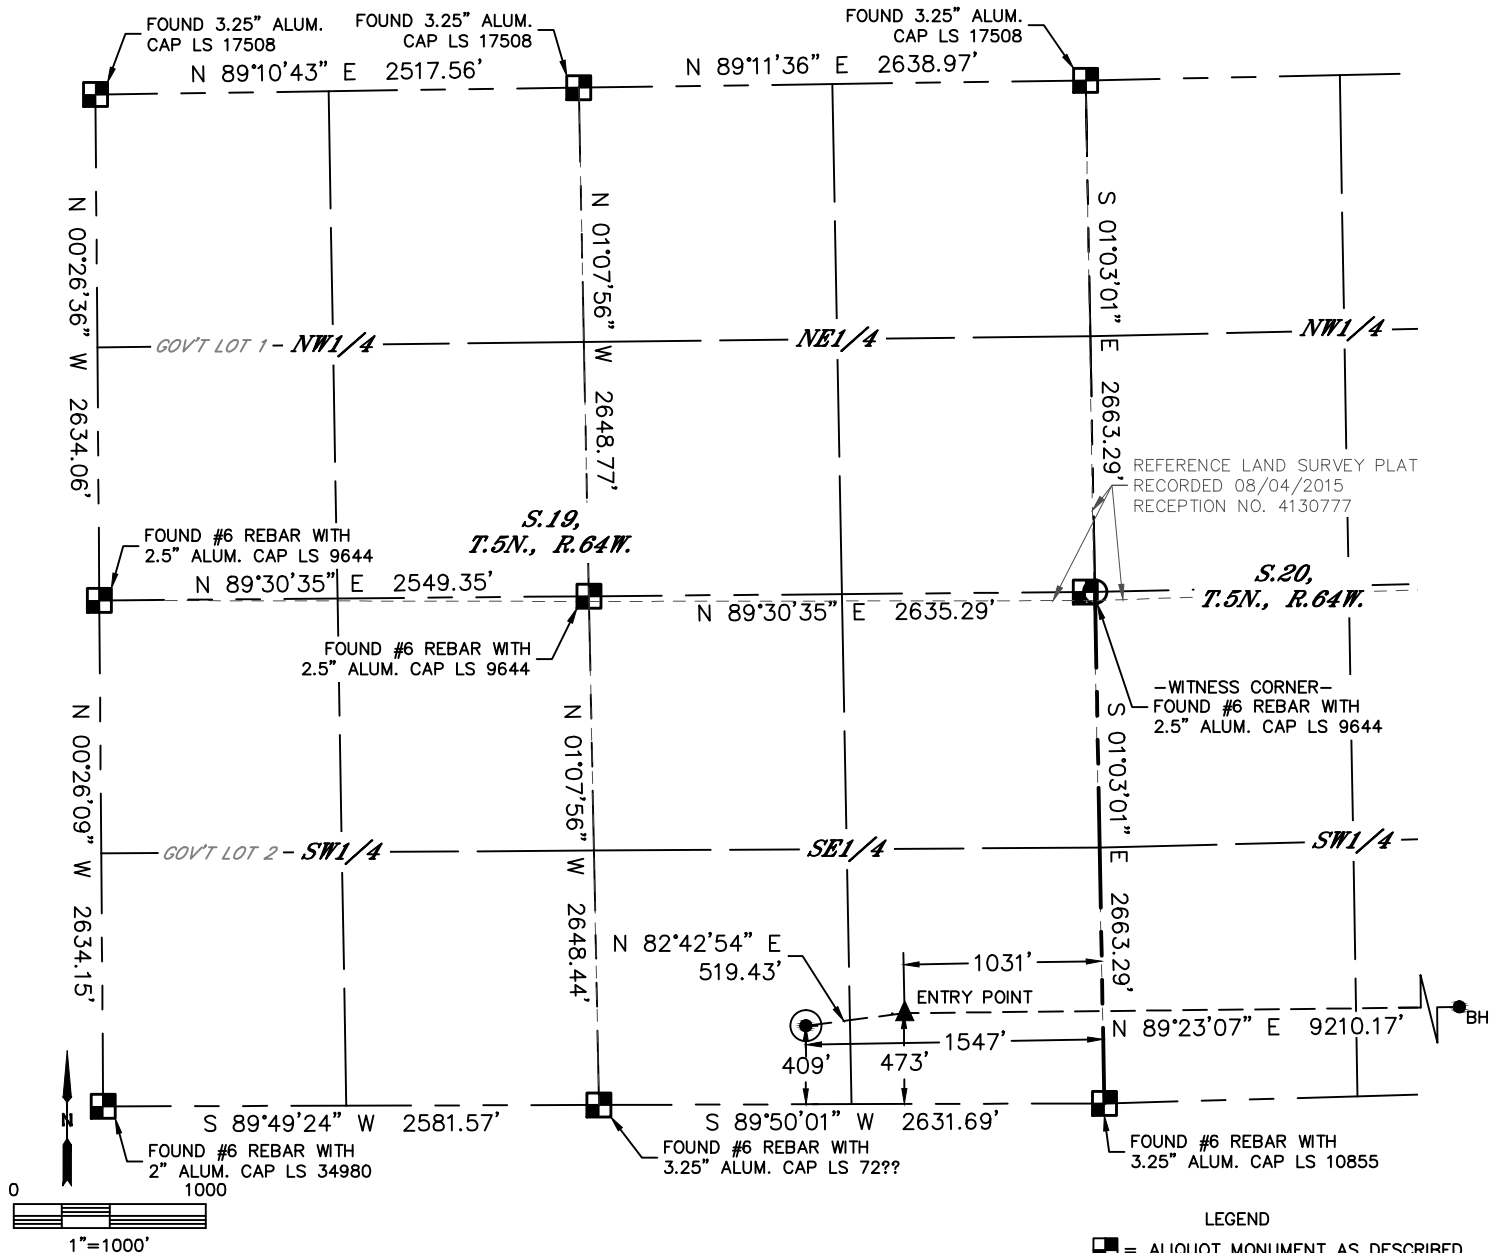 FOUND 3.25” ALUM.
CAP LS 17508
FOUND 3.25” ALUM.
CAP LS 17508
FOUND 3.25” ALUM.
CAP LS 17508
N 89°10'43” E 2517.56'
N 89°11'36” E 2638.97'
N 00°26'36” W 2634.06'
N 01°07'56” W 2648.77'
S 01°03'01” E 2663.29'
GOV'T LOT 1
NW1/4
NE1/4
NW1/4
REFERENCE LAND SURVEY PLAT
RECORDED 08/04/2015
RECEPTION NO. 4130777
FOUND #6 REBAR WITH
2.5” ALUM. CAP LS 9644
S.19,
T.5N., R.64W.
S.20,
T.5N., R.64W.
N 89°30'35” E 2549.35'
N 89°30'35” E 2635.29'
FOUND #6 REBAR WITH
2.5” ALUM. CAP LS 9644
-WITNESS CORNER-
FOUND #6 REBAR WITH
2.5” ALUM. CAP LS 9644
N 00°26'09” W 2634.15'
N 01°07'56” W 2648.44'
S 01°03'01” E 2663.29'
GOV'T LOT 2
SW1/4
SE1/4
SW1/4
N 82°42'54” E
519.43'
1031'
ENTRY POINT
N 89°23'07” E 9210.17'
BH
1547'
409'
473'
N
S 89°49'24” W 2581.57'
S 89°50'01” W 2631.69'
FOUND #6 REBAR WITH
2” ALUM. CAP LS 34980
FOUND #6 REBAR WITH
3.25” ALUM. CAP LS 72??
FOUND #6 REBAR WITH
3.25” ALUM. CAP LS 10855
0 1000
1”=1000'
LEGEND
= ALIQUOT MONUMENT AS DESCRIBED